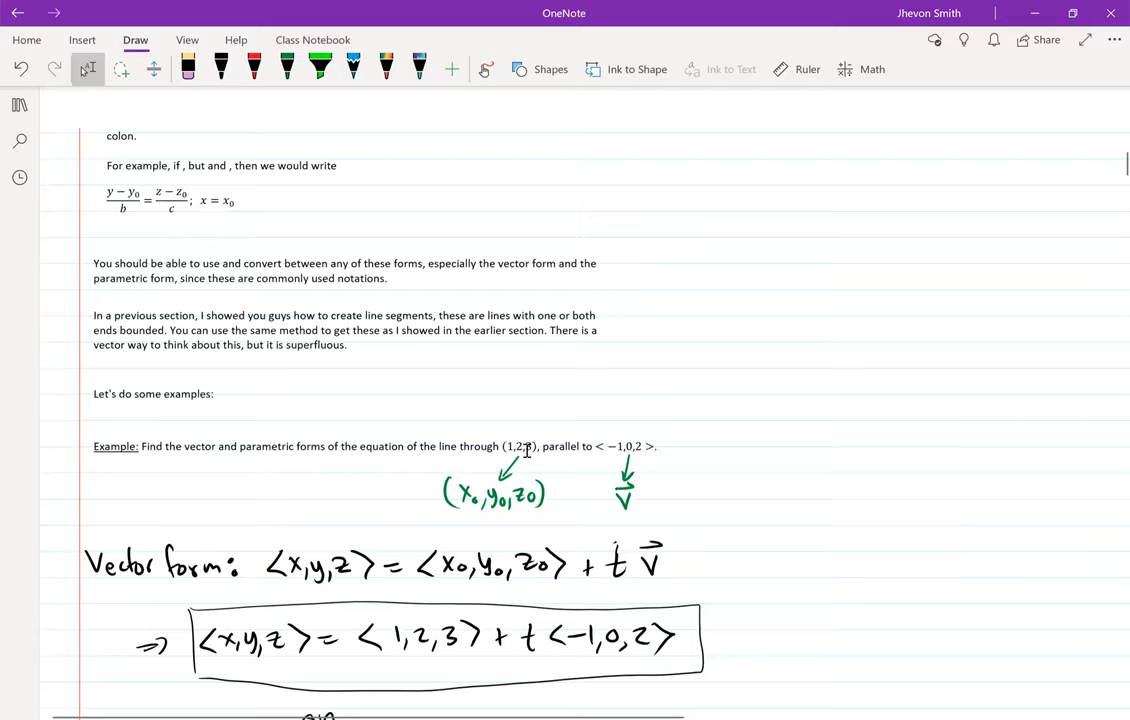 OneNote
Jhevon Smith
Home Insert Draw View Help Class Notebook
Share
Shapes Ink to Shape Ink to Text Ruler Math
colon.
For example, if , but and , then we would write
y − y₀ / b = z − z₀ / c ; x = x₀
You should be able to use and convert between any of these forms, especially the vector form and the
parametric form, since these are commonly used notations.
In a previous section, I showed you guys how to create line segments, these are lines with one or both
ends bounded. You can use the same method to get these as I showed in the earlier section. There is a
vector way to think about this, but it is superfluous.
Let's do some examples:
Example: Find the vector and parametric forms of the equation of the line through (1,2,3), parallel to < −1,0,2 >.
(x₀,y₀,z₀) v⃗
Vector form: <x,y,z> = <x₀,y₀,z₀> + t v⃗
⇒ <x,y,z> = <1,2,3> + t <-1,0,2>